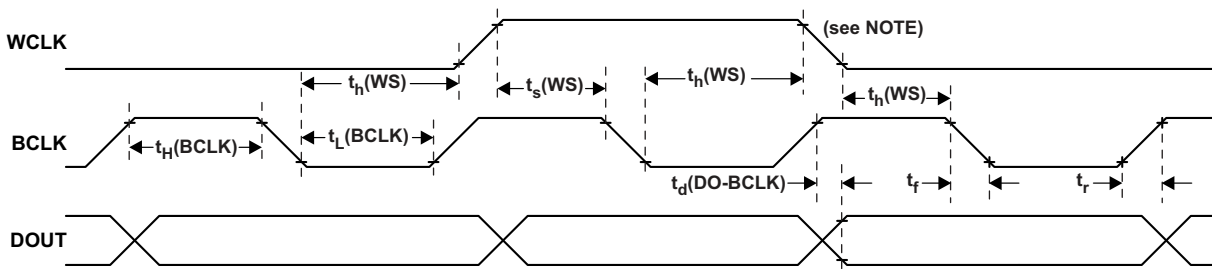 WCLK
(see NOTE)
th(WS)
ts(WS)
th(WS)
th(WS)
BCLK
tH(BCLK)
tL(BCLK)
td(DO-BCLK)
tf
tr
DOUT